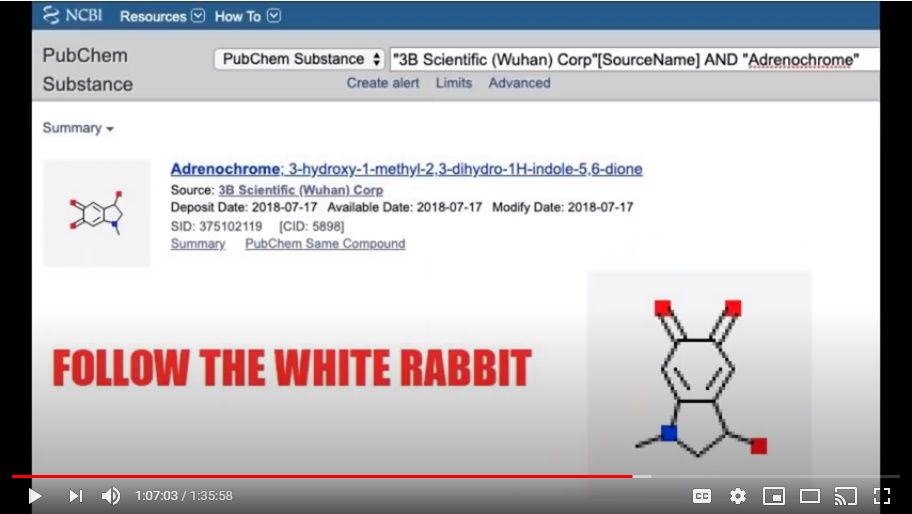 NCBI Resources How To
PubChem
Substance
PubChem Substance "3B Scientific (Wuhan) Corp"[SourceName] AND "Adrenochrome"
Create alert Limits Advanced
Summary
Adrenochrome; 3-hydroxy-1-methyl-2,3-dihydro-1H-indole-5,6-dione
Source: 3B Scientific (Wuhan) Corp
Deposit Date: 2018-07-17 Available Date: 2018-07-17 Modify Date: 2018-07-17
SID: 375102119 [CID: 5898]
Summary PubChem Same Compound
FOLLOW THE WHITE RABBIT
1:07:03 / 1:35:58 CC